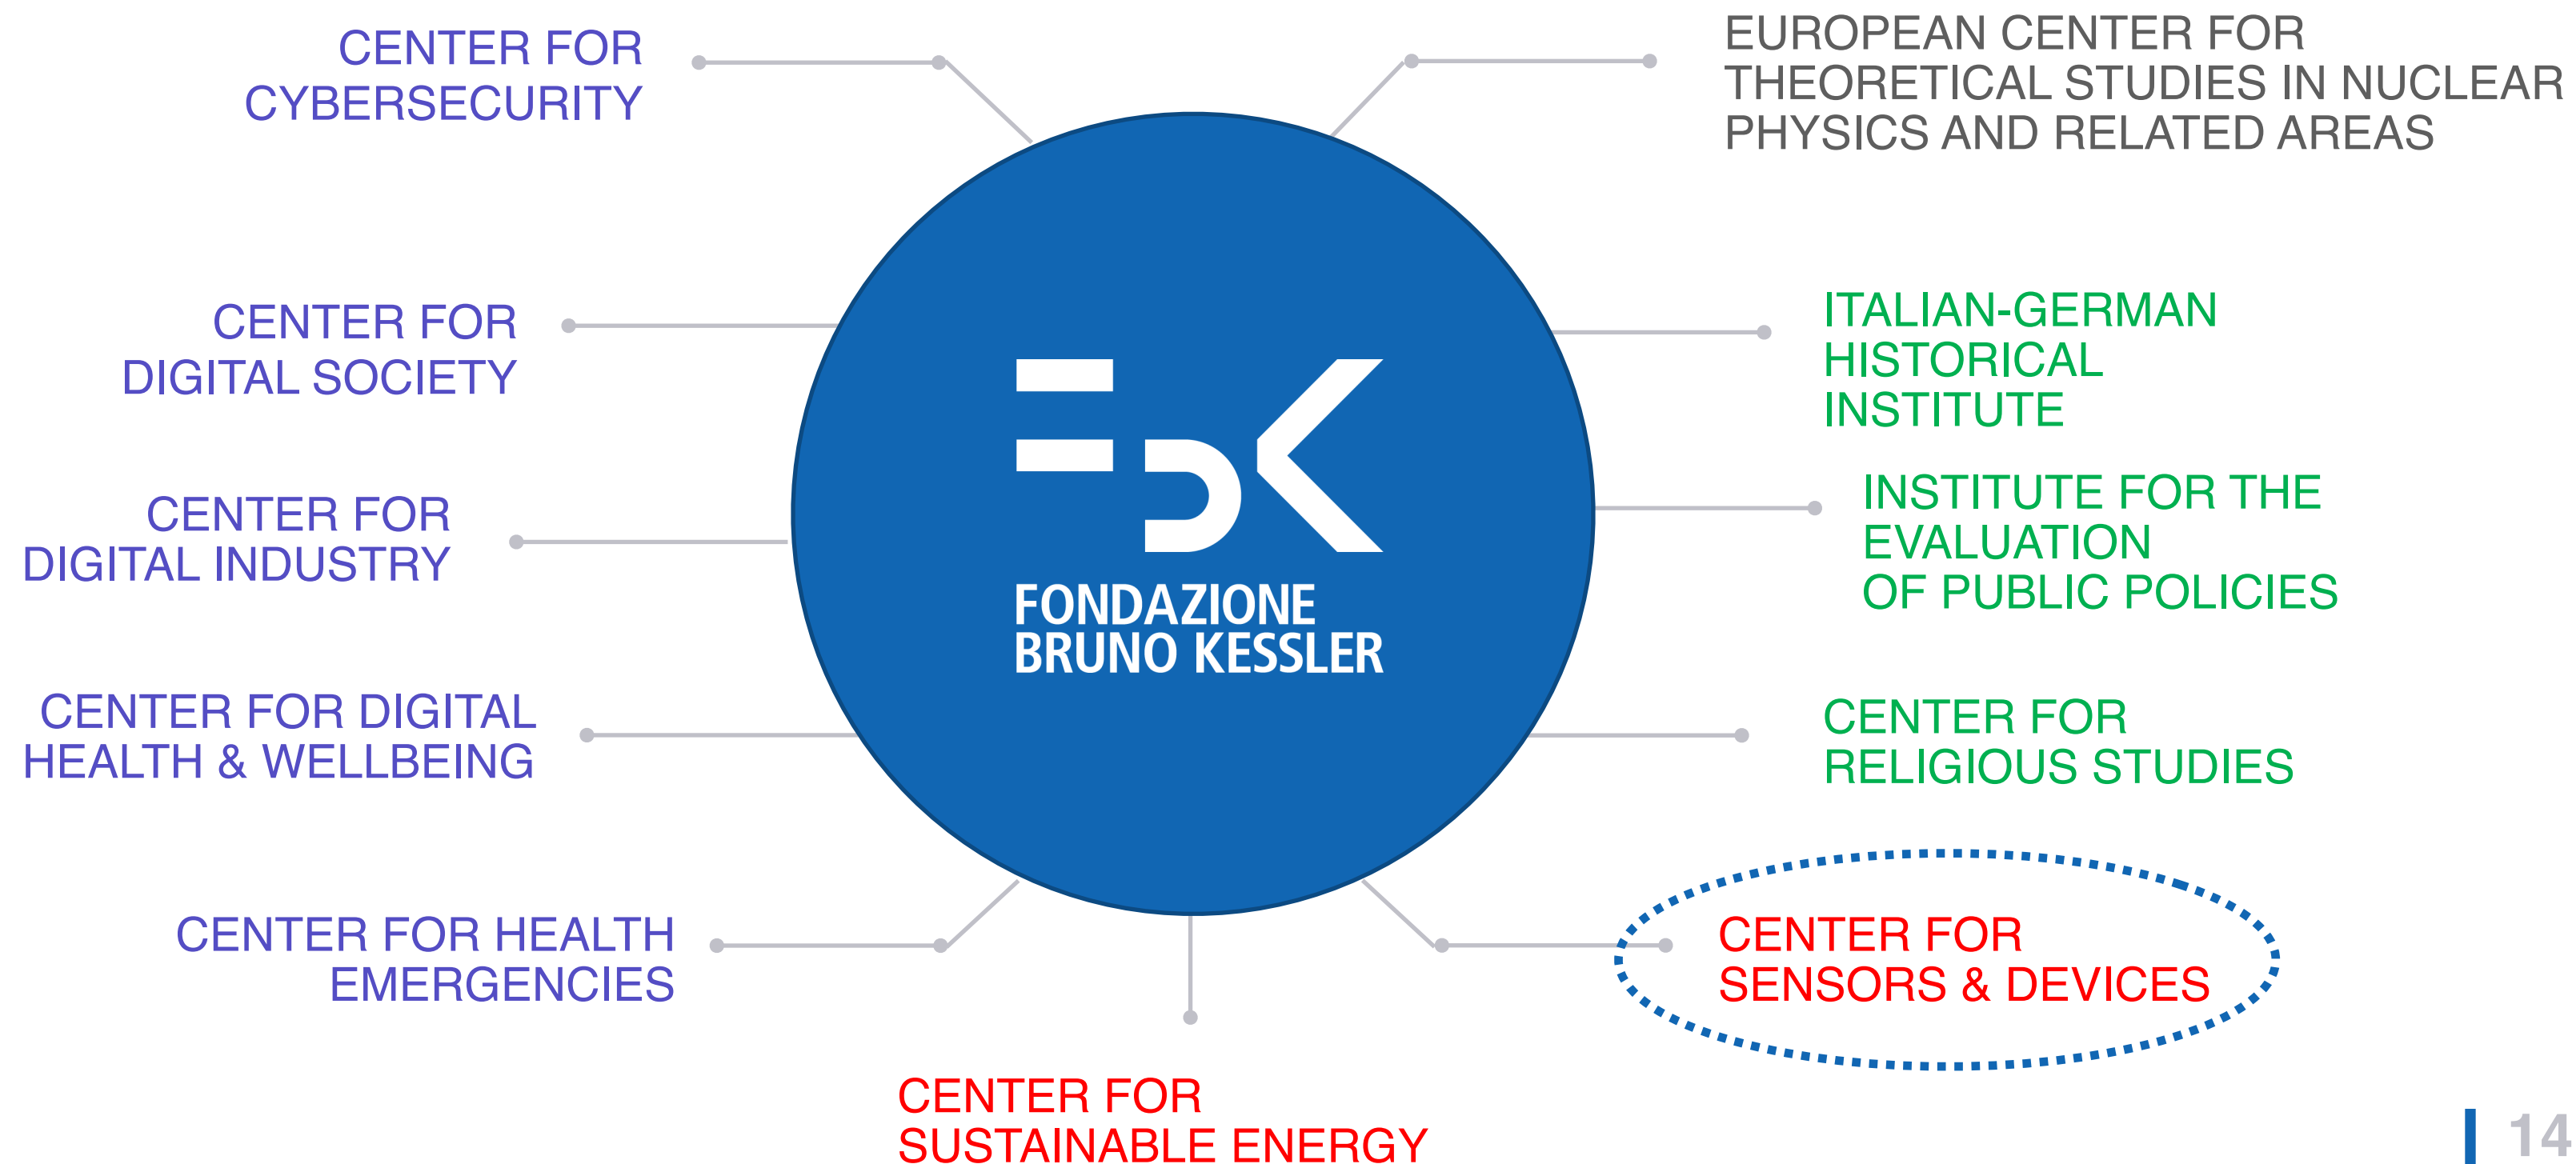 CENTER FOR
CYBERSECURITY
CENTER FOR
DIGITAL SOCIETY
CENTER FOR
DIGITAL INDUSTRY
CENTER FOR DIGITAL
HEALTH & WELLBEING
CENTER FOR HEALTH
EMERGENCIES
FBK
FONDAZIONE
BRUNO KESSLER
CENTER FOR
SUSTAINABLE ENERGY
EUROPEAN CENTER FOR
THEORETICAL STUDIES IN NUCLEAR
PHYSICS AND RELATED AREAS
ITALIAN-GERMAN
HISTORICAL
INSTITUTE
INSTITUTE FOR THE
EVALUATION
OF PUBLIC POLICIES
CENTER FOR
RELIGIOUS STUDIES
CENTER FOR
SENSORS & DEVICES
14